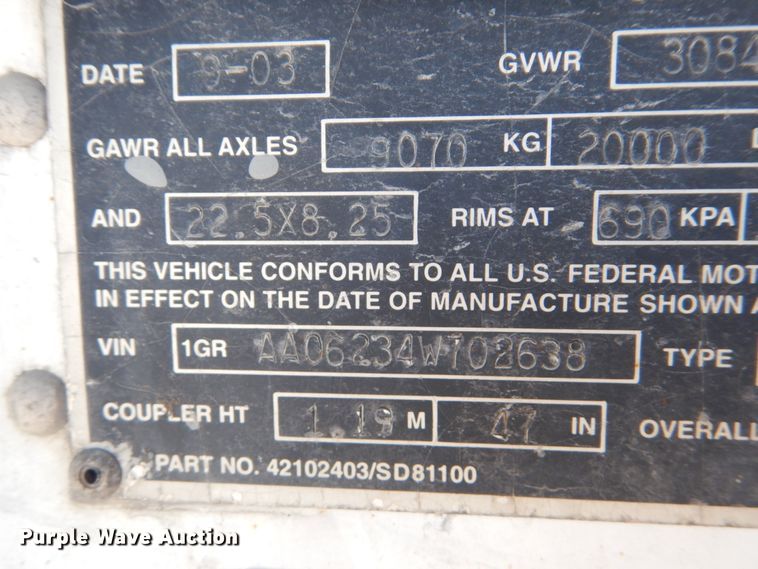 DATE 9-03 GVWR 3084
GAWR ALL AXLES 9070 KG 20000
AND 22.5X8.25 RIMS AT 690 KPA
THIS VEHICLE CONFORMS TO ALL U.S. FEDERAL MOT
IN EFFECT ON THE DATE OF MANUFACTURE SHOWN A
VIN 1GR AA06234W702638 TYPE
COUPLER HT 1.19 M 47 IN OVERALL
PART NO. 42102403/SD81100
Purple Wave Auction